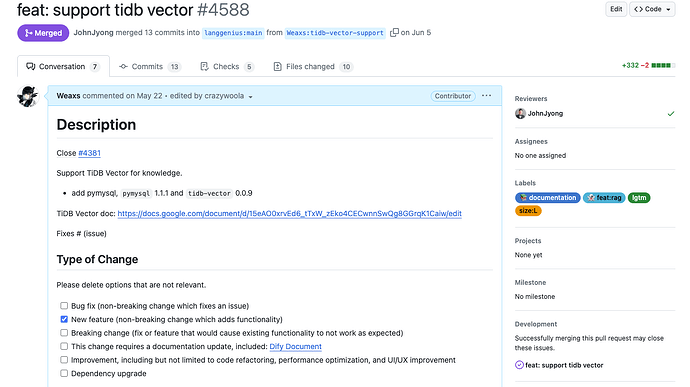 feat: support tidb vector #4588
Edit
Code
Merged
JohnJyong merged 13 commits into langgenius:main from Weaxs:tidb-vector-support on Jun 5
Conversation 7
Commits 13
Checks 5
Files changed 10
+332 −2
Weaxs commented on May 22 • edited by crazywoola
Contributor
Description
Close #4381
Support TiDB Vector for knowledge.
add pymysql, pymysql 1.1.1 and tidb-vector 0.0.9
TiDB Vector doc: https://docs.google.com/document/d/15eAO0xrvEd6_tTxW_zEko4CECwnnSwQg8GGrqK1Caiw/edit
Fixes # (issue)
Type of Change
Please delete options that are not relevant.
Bug fix (non-breaking change which fixes an issue)
New feature (non-breaking change which adds functionality)
Breaking change (fix or feature that would cause existing functionality to not work as expected)
This change requires a documentation update, included: Dify Document
Improvement, including but not limited to code refactoring, performance optimization, and UI/UX improvement
Dependency upgrade
Reviewers
JohnJyong
Assignees
No one assigned
Labels
documentation
feat:rag
lgtm
size:L
Projects
None yet
Milestone
No milestone
Development
Successfully merging this pull request may close
these issues.
feat: support tidb vector